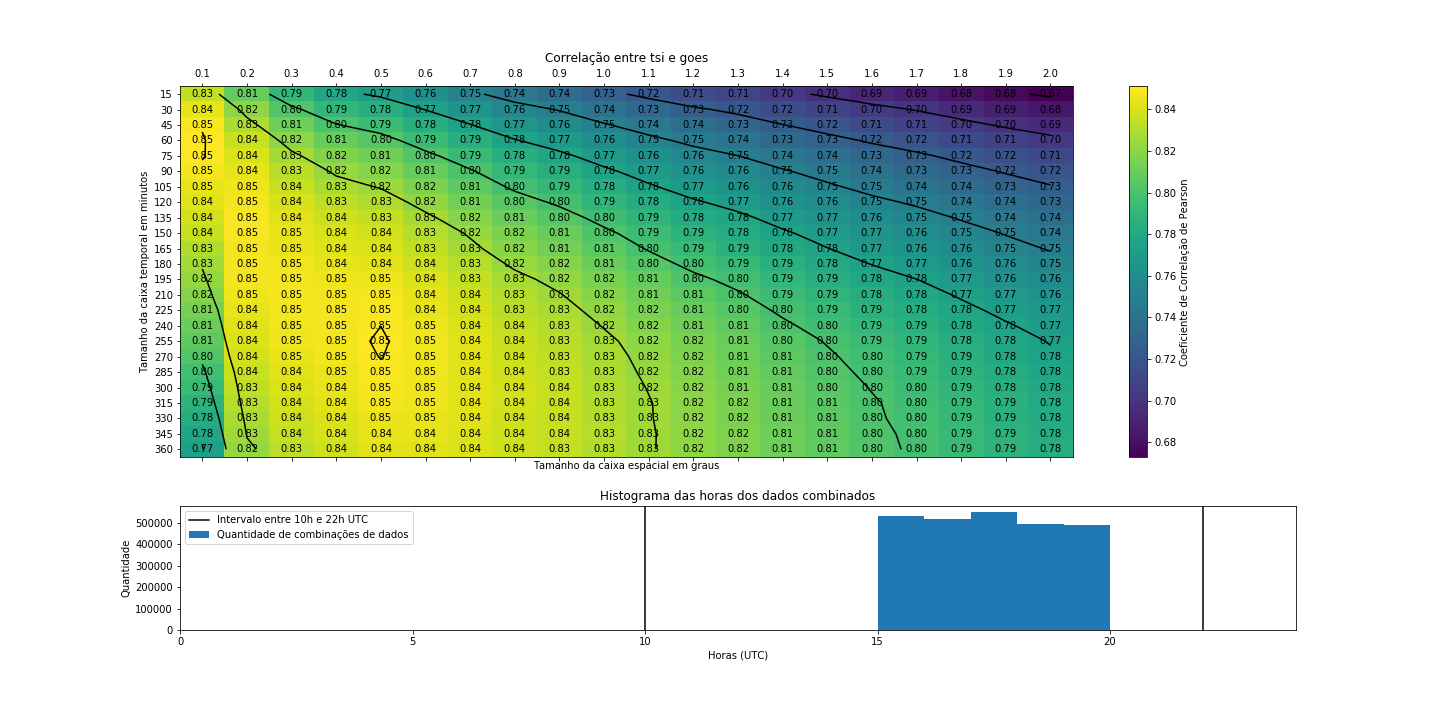 Correlação entre tsi e goes
0.1 0.2 0.3 0.4 0.5 0.6 0.7 0.8 0.9 1.0 1.1 1.2 1.3 1.4 1.5 1.6 1.7 1.8 1.9 2.0
15 0.83 0.81 0.79 0.78 0.77 0.76 0.75 0.74 0.74 0.73 0.72 0.71 0.71 0.70 0.70 0.69 0.69 0.68 0.68 0.67
30 0.84 0.82 0.80 0.79 0.78 0.77 0.77 0.76 0.75 0.74 0.73 0.73 0.72 0.72 0.71 0.70 0.70 0.69 0.69 0.68
45 0.85 0.83 0.81 0.80 0.79 0.78 0.78 0.77 0.76 0.75 0.74 0.74 0.73 0.73 0.72 0.71 0.71 0.70 0.70 0.69
60 0.85 0.84 0.82 0.81 0.80 0.79 0.79 0.78 0.77 0.76 0.75 0.75 0.74 0.73 0.73 0.72 0.72 0.71 0.71 0.70
75 0.85 0.84 0.83 0.82 0.81 0.80 0.79 0.78 0.78 0.77 0.76 0.76 0.75 0.74 0.74 0.73 0.73 0.72 0.72 0.71
90 0.85 0.84 0.83 0.82 0.82 0.81 0.80 0.79 0.79 0.78 0.77 0.76 0.76 0.75 0.75 0.74 0.73 0.73 0.72 0.72
105 0.85 0.85 0.84 0.83 0.82 0.82 0.81 0.80 0.79 0.78 0.78 0.77 0.76 0.76 0.75 0.75 0.74 0.74 0.73 0.73
120 0.84 0.85 0.84 0.83 0.83 0.82 0.81 0.80 0.80 0.79 0.78 0.77 0.77 0.76 0.76 0.75 0.75 0.74 0.74 0.73
135 0.84 0.85 0.84 0.84 0.83 0.83 0.82 0.81 0.80 0.80 0.79 0.78 0.78 0.77 0.77 0.76 0.75 0.75 0.74 0.74
150 0.84 0.85 0.85 0.84 0.84 0.83 0.82 0.82 0.81 0.80 0.79 0.79 0.78 0.78 0.77 0.77 0.76 0.75 0.75 0.74
165 0.83 0.85 0.85 0.84 0.84 0.83 0.83 0.82 0.82 0.81 0.80 0.79 0.79 0.78 0.78 0.77 0.76 0.76 0.75 0.75
180 0.83 0.85 0.85 0.84 0.84 0.84 0.83 0.83 0.82 0.81 0.80 0.80 0.79 0.79 0.78 0.77 0.77 0.76 0.76 0.75
195 0.82 0.85 0.85 0.85 0.85 0.84 0.83 0.83 0.82 0.82 0.81 0.80 0.80 0.79 0.79 0.78 0.78 0.77 0.76 0.76
210 0.82 0.85 0.85 0.85 0.85 0.84 0.84 0.83 0.83 0.82 0.81 0.81 0.80 0.79 0.79 0.78 0.78 0.77 0.77 0.76
225 0.81 0.84 0.85 0.85 0.85 0.84 0.84 0.83 0.83 0.82 0.82 0.81 0.80 0.80 0.79 0.79 0.78 0.78 0.77 0.77
240 0.81 0.84 0.85 0.85 0.85 0.85 0.84 0.84 0.83 0.82 0.82 0.81 0.81 0.80 0.80 0.79 0.79 0.78 0.78 0.77
255 0.81 0.84 0.85 0.85 0.85 0.85 0.84 0.84 0.83 0.83 0.82 0.81 0.81 0.80 0.80 0.79 0.79 0.78 0.78 0.77
270 0.80 0.84 0.84 0.85 0.85 0.85 0.84 0.84 0.83 0.83 0.82 0.82 0.81 0.81 0.80 0.80 0.79 0.79 0.78 0.78
285 0.80 0.84 0.84 0.85 0.85 0.85 0.84 0.84 0.83 0.83 0.82 0.82 0.81 0.81 0.80 0.80 0.79 0.79 0.78 0.78
300 0.79 0.83 0.84 0.84 0.85 0.85 0.84 0.84 0.83 0.83 0.82 0.82 0.81 0.81 0.80 0.80 0.80 0.79 0.78 0.78
315 0.79 0.83 0.84 0.84 0.85 0.85 0.84 0.84 0.83 0.83 0.83 0.82 0.82 0.81 0.81 0.80 0.80 0.79 0.79 0.78
330 0.78 0.83 0.84 0.84 0.84 0.85 0.84 0.84 0.83 0.83 0.83 0.82 0.82 0.81 0.81 0.80 0.80 0.79 0.79 0.78
345 0.78 0.83 0.84 0.84 0.84 0.84 0.84 0.84 0.83 0.83 0.83 0.82 0.82 0.81 0.81 0.80 0.80 0.79 0.79 0.78
360 0.77 0.82 0.83 0.84 0.84 0.84 0.84 0.84 0.83 0.83 0.83 0.82 0.82 0.81 0.81 0.80 0.80 0.79 0.79 0.78
Tamanho da caixa temporal em minutos
Tamanho da caixa espacial em graus
0.84
0.82
0.80
0.78
0.76
0.74
0.72
0.70
0.68
Coeficiente de Correlação de Pearson
Histograma das horas dos dados combinados
Intervalo entre 10h e 22h UTC
Quantidade de combinações de dados
500000
400000
300000
200000
100000
0
Quantidade
0 5 10 15 20
Horas (UTC)